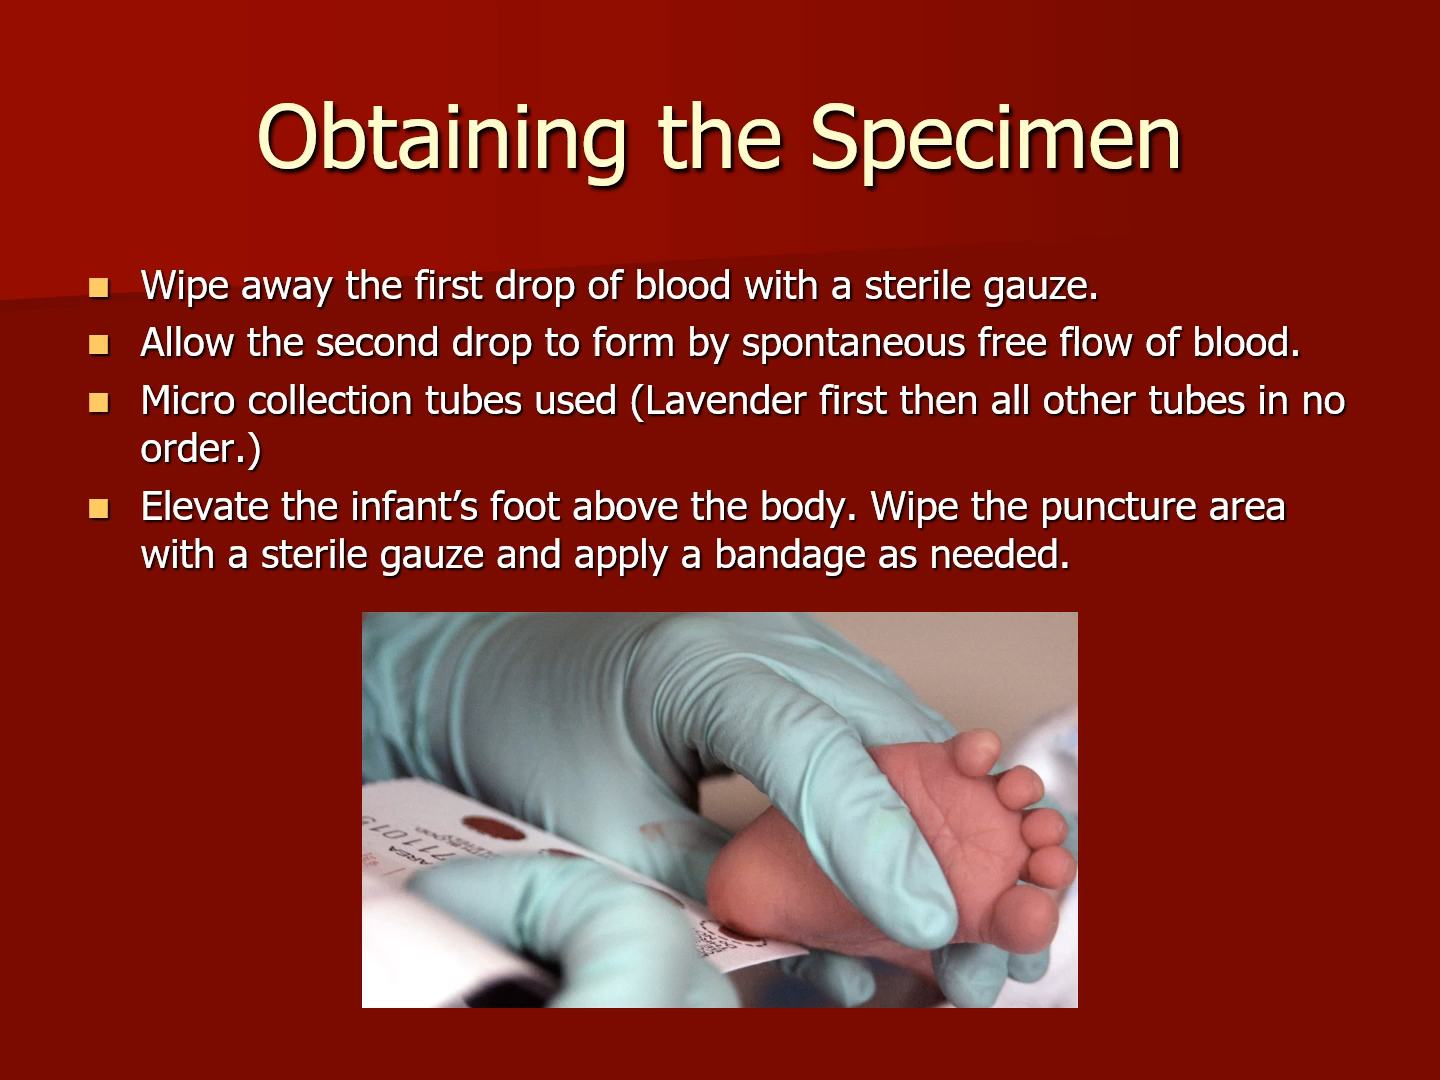 Obtaining the Specimen
Wipe away the first drop of blood with a sterile gauze.
Allow the second drop to form by spontaneous free flow of blood.
Micro collection tubes used (Lavender first then all other tubes in no
order.)
Elevate the infant’s foot above the body. Wipe the puncture area
with a sterile gauze and apply a bandage as needed.
AREA